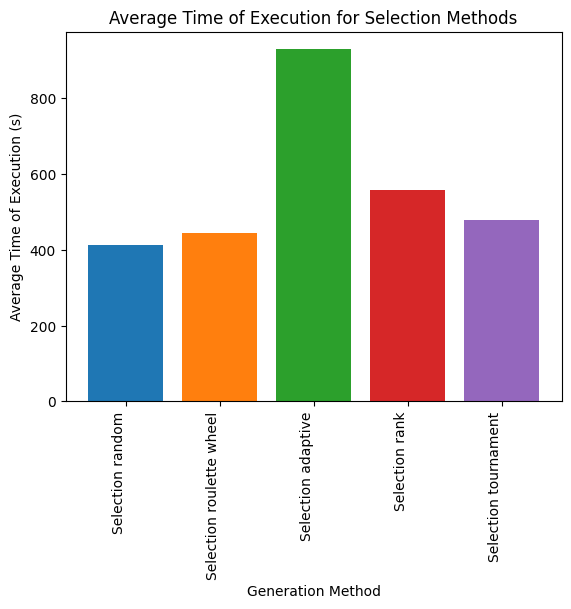 Average Time of Execution for Selection Methods
Average Time of Execution (s)
800
600
400
200
0
Selection random
Selection roulette wheel
Selection adaptive
Selection rank
Selection tournament
Generation Method